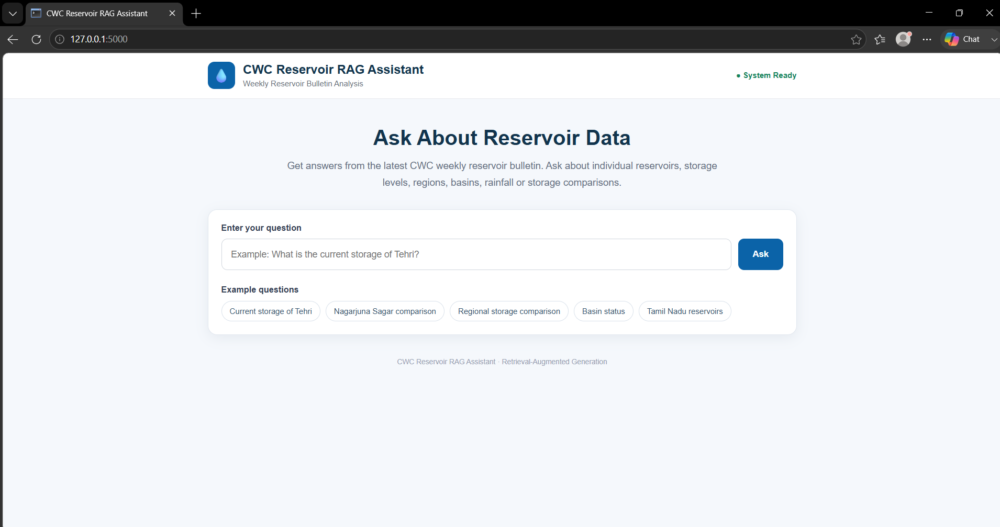 CWC Reservoir RAG Assistant
127.0.0.1:5000
Chat
CWC Reservoir RAG Assistant
Weekly Reservoir Bulletin Analysis
● System Ready
Ask About Reservoir Data
Get answers from the latest CWC weekly reservoir bulletin. Ask about individual reservoirs, storage
levels, regions, basins, rainfall or storage comparisons.
Enter your question
Example: What is the current storage of Tehri?
Ask
Example questions
Current storage of Tehri
Nagarjuna Sagar comparison
Regional storage comparison
Basin status
Tamil Nadu reservoirs
CWC Reservoir RAG Assistant · Retrieval-Augmented Generation